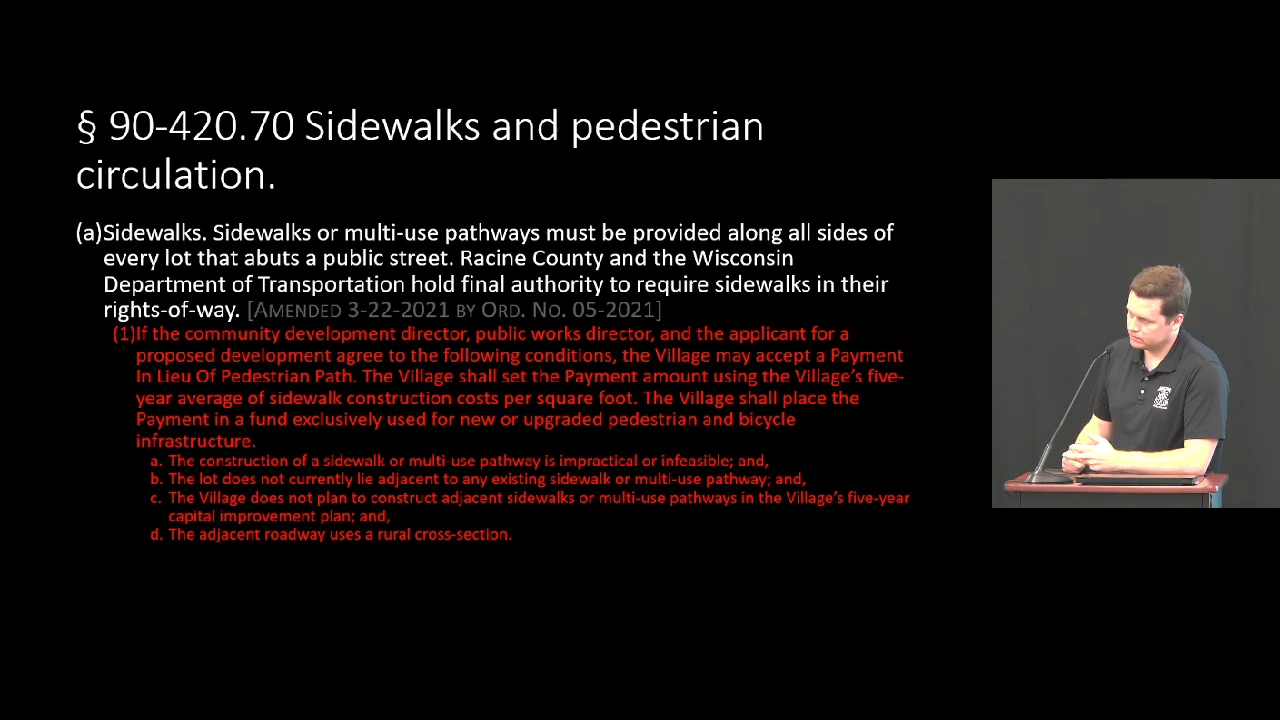 § 90-420.70 Sidewalks and pedestrian
circulation.
(a)Sidewalks. Sidewalks or multi-use pathways must be provided along all sides of
every lot that abuts a public street. Racine County and the Wisconsin
Department of Transportation hold final authority to require sidewalks in their
rights-of-way. [AMENDED 3-22-2021 BY ORD. NO. 05-2021]
(1)If the community development director, public works director, and the applicant for a
proposed development agree to the following conditions, the Village may accept a Payment
In Lieu Of Pedestrian Path. The Village shall set the Payment amount using the Village's five-
year average of sidewalk construction costs per square foot. The Village shall place the
Payment in a fund exclusively used for new or upgraded pedestrian and bicycle
infrastructure.
a. The construction of a sidewalk or multi-use pathway is impractical or infeasible; and,
b. The lot does not currently lie adjacent to any existing sidewalk or multi-use pathway; and,
c. The Village does not plan to construct adjacent sidewalks or multi-use pathways in the Village's five-year
capital improvement plan; and,
d. The adjacent roadway uses a rural cross-section.